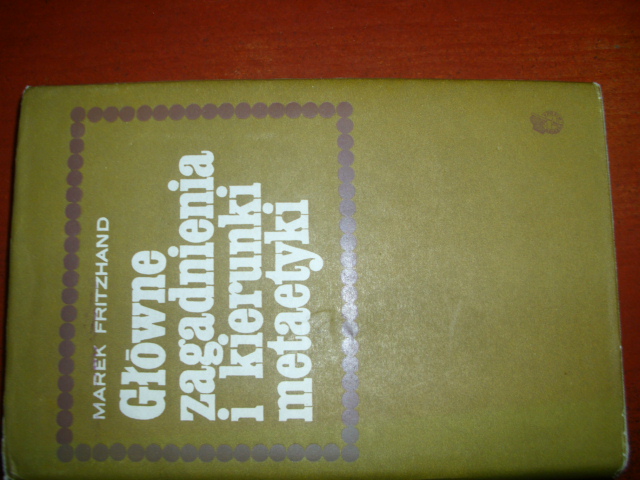 MAREK FRITZHAND
Główne
zagadnienia
i kierunki
metaetyki